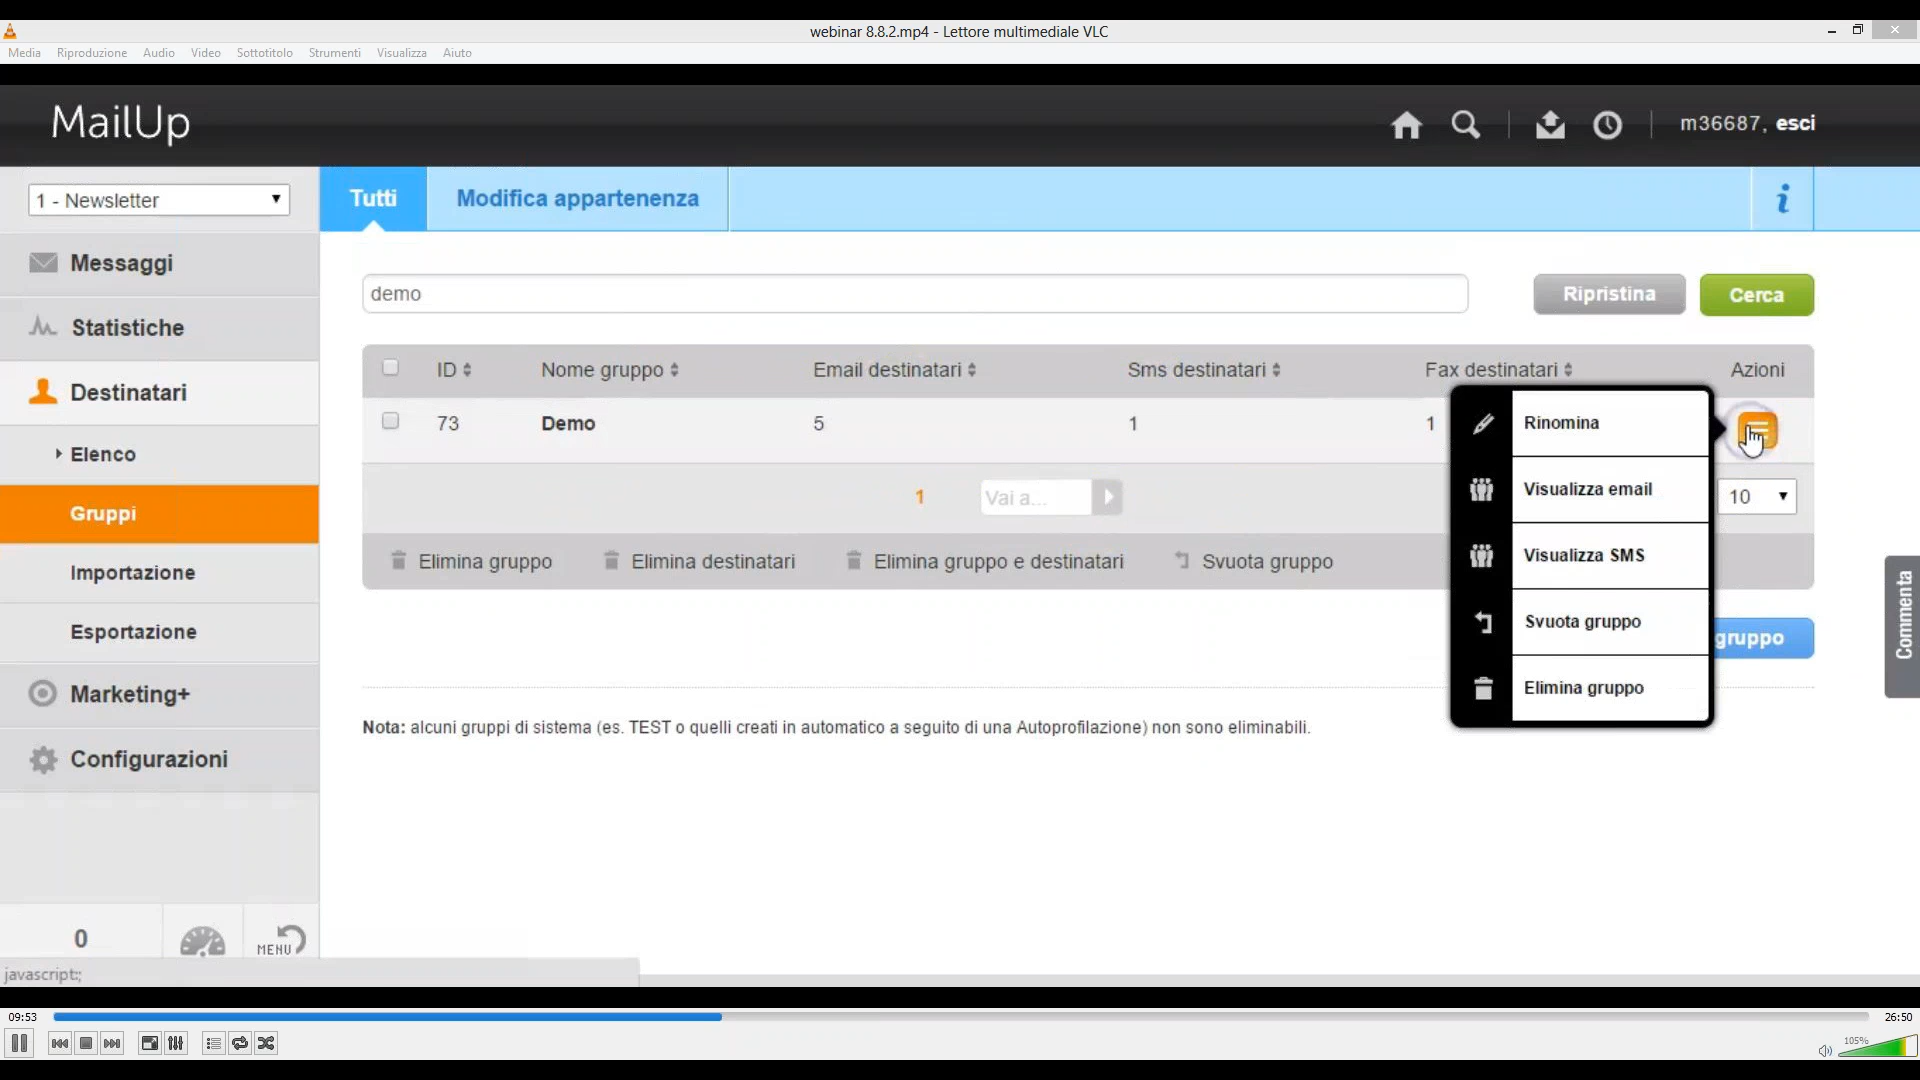 webinar 8.8.2.mp4 - Lettore multimediale VLC
Media Riproduzione Audio Video Sottotitolo Strumenti Visualizza Aiuto
MailUp
m36687, esci
1 - Newsletter
Tutti
Modifica appartenenza
i
Messaggi
Statistiche
Destinatari
Elenco
Gruppi
Importazione
Esportazione
Marketing+
Configurazioni
demo
Ripristina
Cerca
ID Nome gruppo Email destinatari Sms destinatari Fax destinatari Azioni
73 Demo 5 1 1
1 Vai a... 10
Elimina gruppo Elimina destinatari Elimina gruppo e destinatari Svuota gruppo
Rinomina
Visualizza email
Visualizza SMS
Svuota gruppo
Elimina gruppo
gruppo
Commenta
Nota: alcuni gruppi di sistema (es. TEST o quelli creati in automatico a seguito di una Autoprofilazione) non sono eliminabili.
0
MENU
javascript:;
09:53
26:50
105%